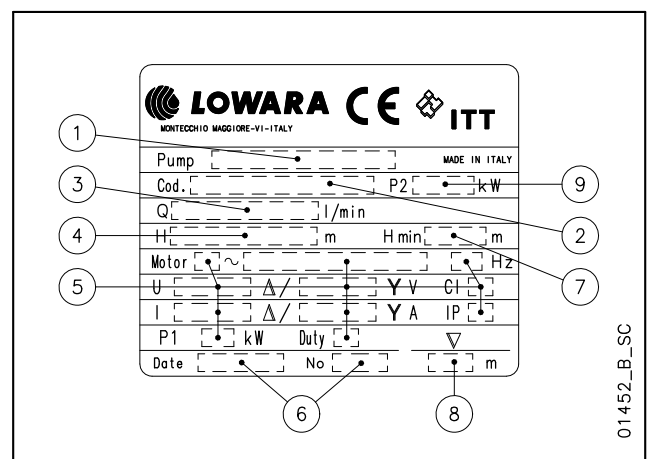 LOWARA CE ITT
MONTECCHIO MAGGIORE-VI-ITALY
1
Pump MADE IN ITALY
3 Cod. P2 kW 9
Q l/min
4 H m H min m 2
Motor ~ Hz 7
5 U Δ/ Y V Cl
I Δ/ Y A IP
P1 kW Duty ▽
Date No m
6 8
01452_B_SC